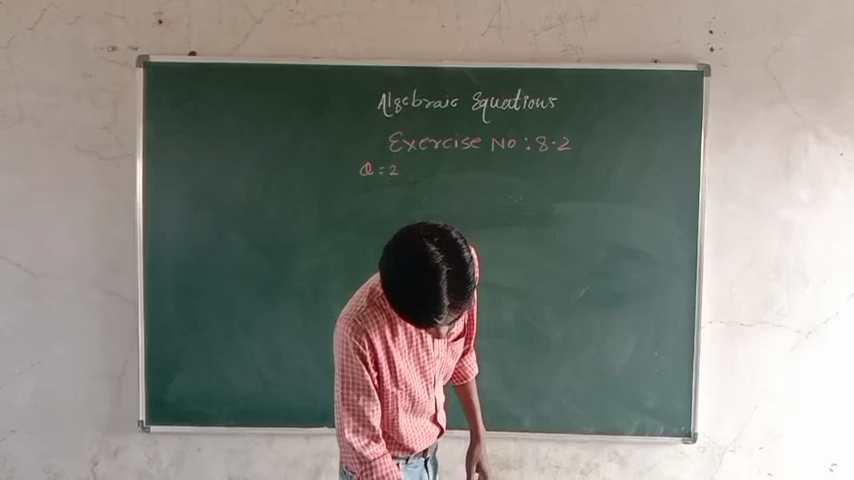 Algebraic Equations
Exercise No : 8.2
Q = 2